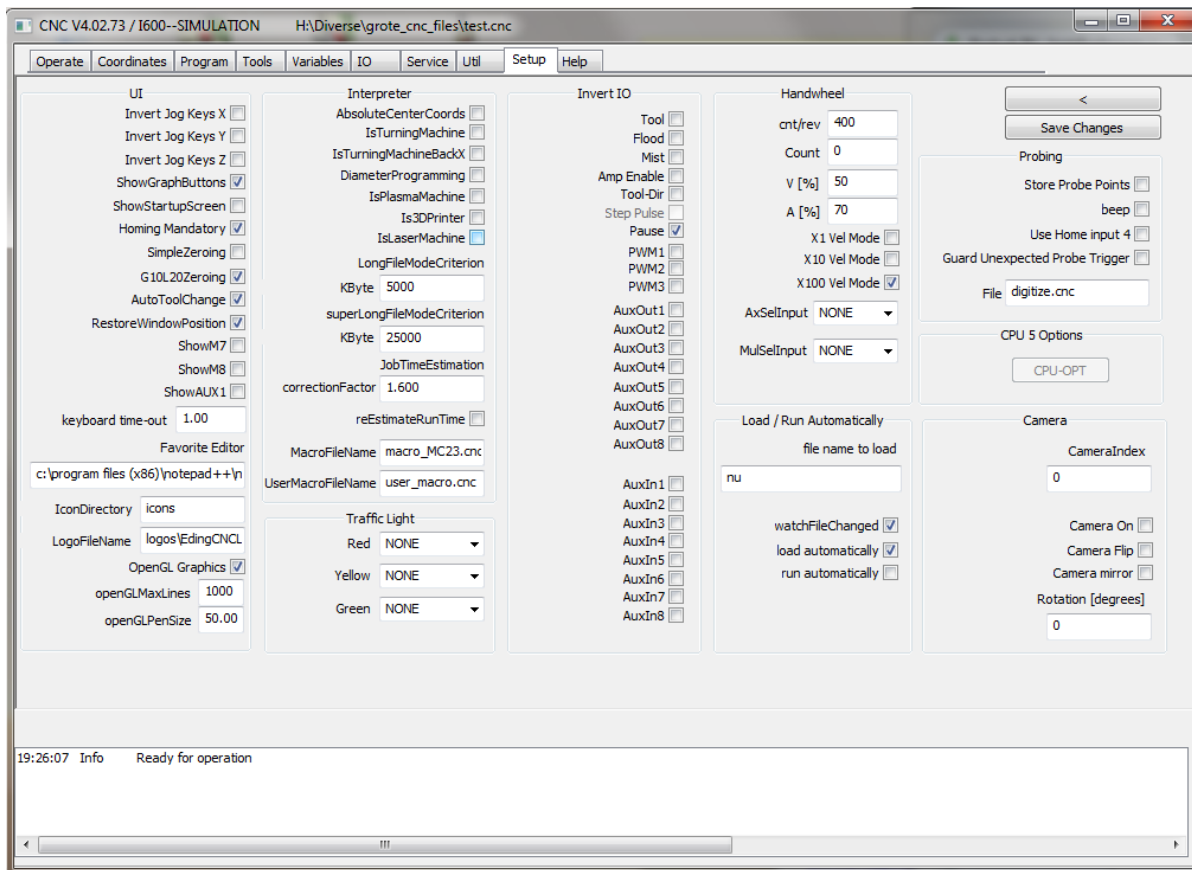 CNC V4.02.73 / I600--SIMULATION H:\Diverse\grote_cnc_files\test.cnc
Operate Coordinates Program Tools Variables IO Service Util Setup Help
UI
Invert Jog Keys X
Invert Jog Keys Y
Invert Jog Keys Z
ShowGraphButtons
ShowStartupScreen
Homing Mandatory
SimpleZeroing
G10L20Zeroing
AutoToolChange
RestoreWindowPosition
ShowM7
ShowM8
ShowAUX1
keyboard time-out 1.00
Favorite Editor
c:\program files (x86)\notepad++\n
IconDirectory icons
LogoFileName logos\EdingCNCL
OpenGL Graphics
openGLMaxLines 1000
openGLPenSize 50.00
Interpreter
AbsoluteCenterCoords
IsTurningMachine
IsTurningMachineBackX
DiameterProgramming
IsPlasmaMachine
Is3DPrinter
IsLaserMachine
LongFileModeCriterion
KByte 5000
superLongFileModeCriterion
KByte 25000
JobTimeEstimation
correctionFactor 1.600
reEstimateRunTime
MacroFileName macro_MC23.cnc
UserMacroFileName user_macro.cnc
Traffic Light
Red NONE
Yellow NONE
Green NONE
Invert IO
Tool
Flood
Mist
Amp Enable
Tool-Dir
Step Pulse
Pause
PWM1
PWM2
PWM3
AuxOut1
AuxOut2
AuxOut3
AuxOut4
AuxOut5
AuxOut6
AuxOut7
AuxOut8
AuxIn1
AuxIn2
AuxIn3
AuxIn4
AuxIn5
AuxIn6
AuxIn7
AuxIn8
Handwheel
cnt/rev 400
Count 0
V [%] 50
A [%] 70
X1 Vel Mode
X10 Vel Mode
X100 Vel Mode
AxSelInput NONE
MulSelInput NONE
Load / Run Automatically
file name to load
nu
watchFileChanged
load automatically
run automatically
<
Save Changes
Probing
Store Probe Points
beep
Use Home input 4
Guard Unexpected Probe Trigger
File digitize.cnc
CPU 5 Options
CPU-OPT
Camera
CameraIndex
0
Camera On
Camera Flip
Camera mirror
Rotation [degrees]
0
19:26:07 Info Ready for operation